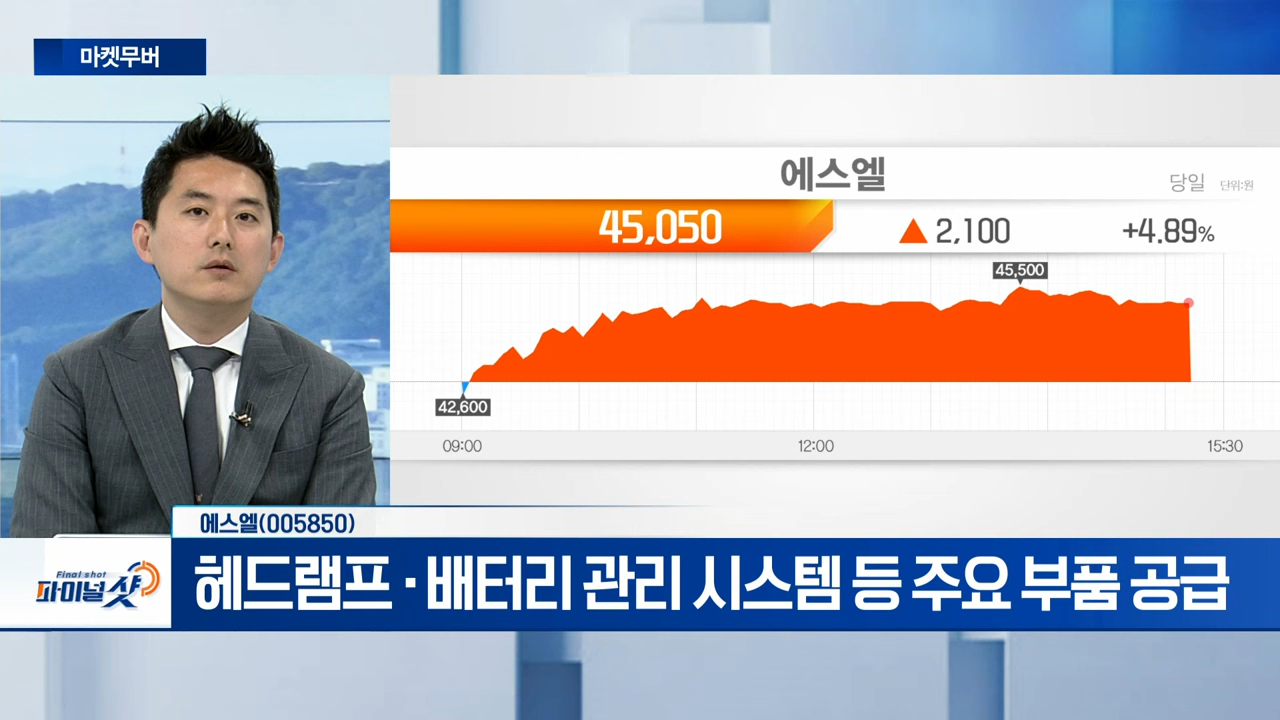 마켓무버
에스엘
당일 단위:원
45,050 ▲ 2,100 +4.89%
45,500
42,600
09:00 12:00 15:30
에스엘(005850)
Final shot
파이널샷
헤드램프·배터리 관리 시스템 등 주요 부품 공급